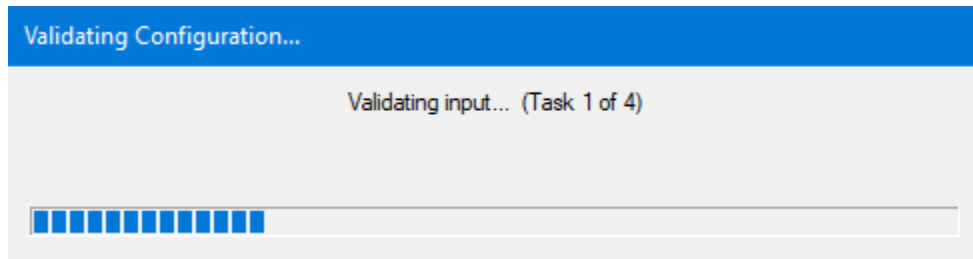 Validating Configuration...
Validating input... (Task 1 of 4)